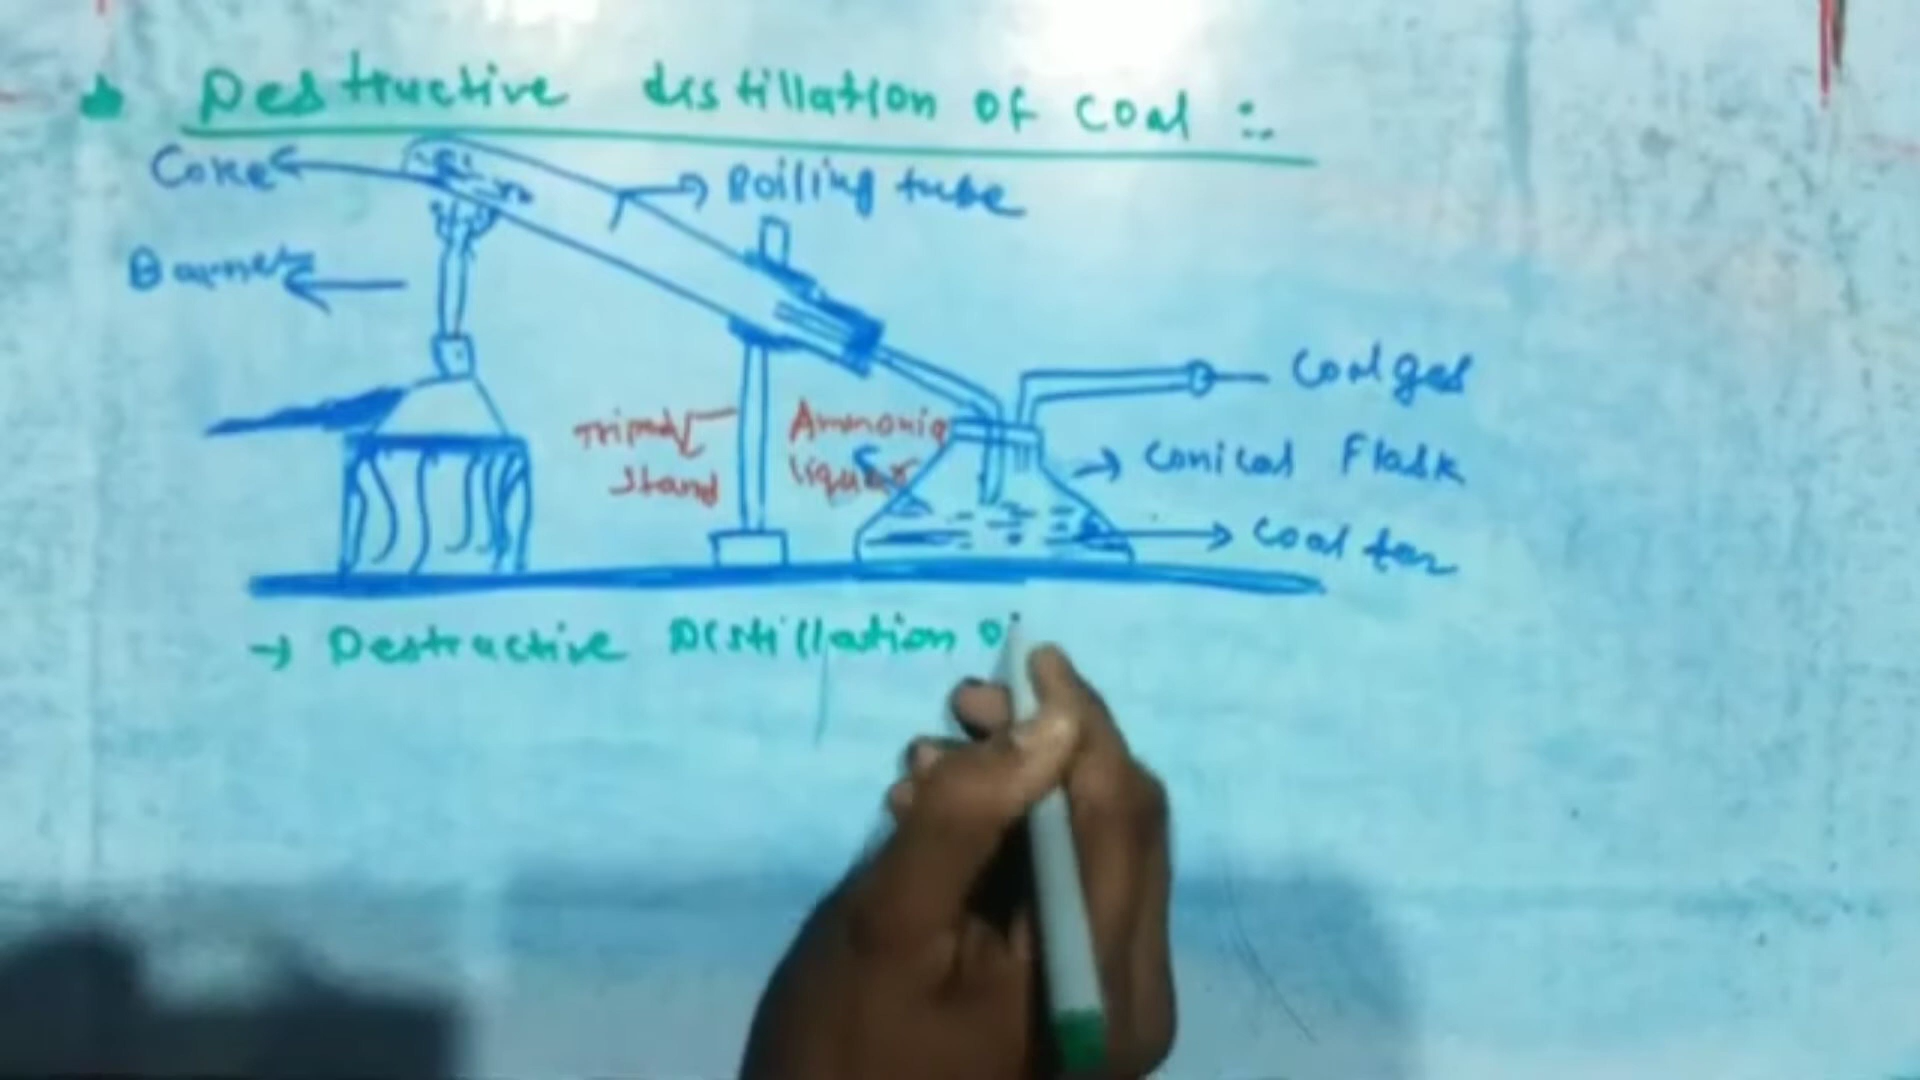 Destructive distillation of coal :-
Coke
Boiling tube
Burner
Coal gas
Tripod
stand
Ammonia
liquor
Conical Flask
Coal tar
→ Destructive Distillation o